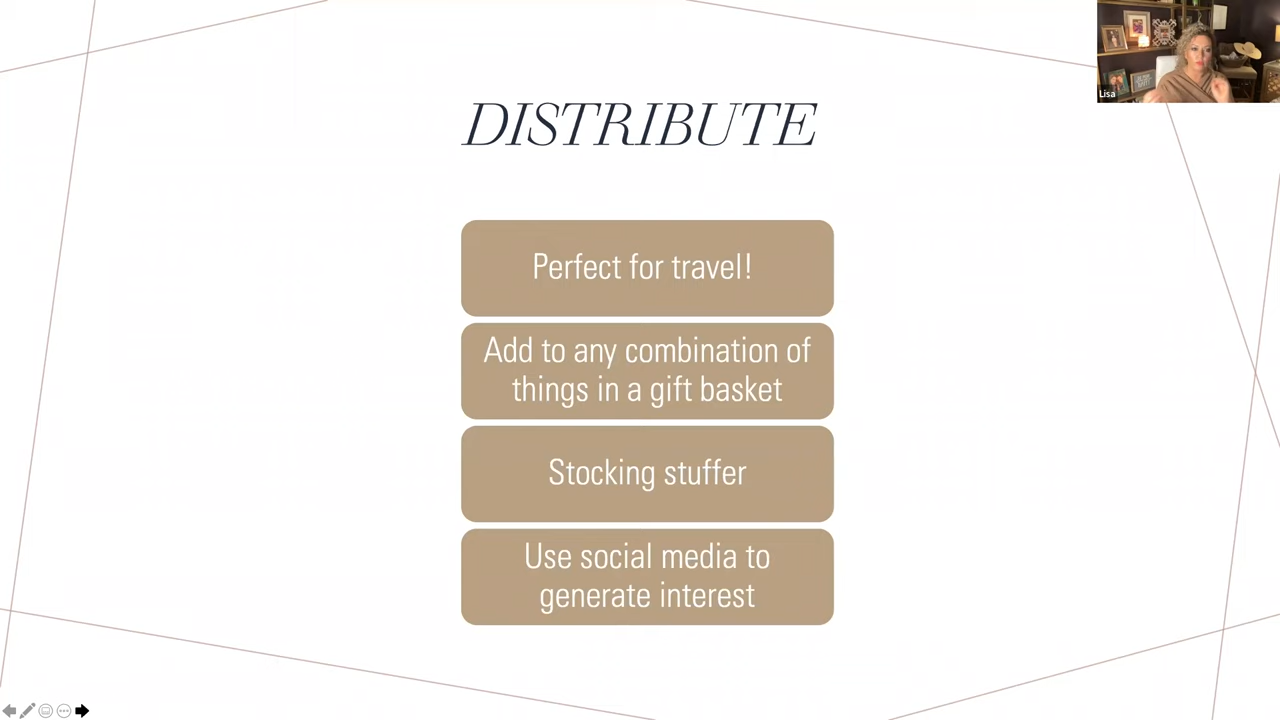 Lisa
DISTRIBUTE
Perfect for travel!
Add to any combination of
things in a gift basket
Stocking stuffer
Use social media to
generate interest